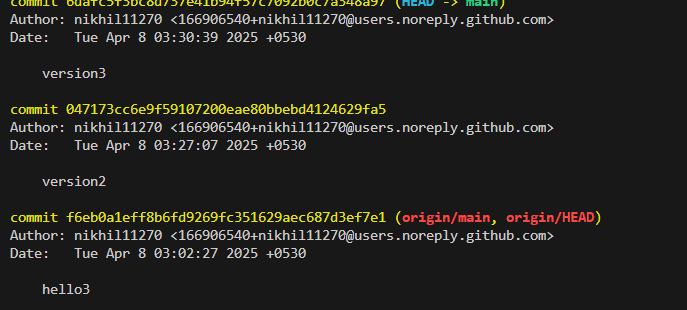 commit 6dafc5f5bc8d737e41b94f57c7092b0c7a548a97 (HEAD -> main)
Author: nikhil11270 <166906540+nikhil11270@users.noreply.github.com>
Date:   Tue Apr 8 03:30:39 2025 +0530
version3
commit 047173cc6e9f59107200eae80bbebd4124629fa5
Author: nikhil11270 <166906540+nikhil11270@users.noreply.github.com>
Date:   Tue Apr 8 03:27:07 2025 +0530
version2
commit f6eb0a1eff8b6fd9269fc351629aec687d3ef7e1 (origin/main, origin/HEAD)
Author: nikhil11270 <166906540+nikhil11270@users.noreply.github.com>
Date:   Tue Apr 8 03:02:27 2025 +0530
hello3